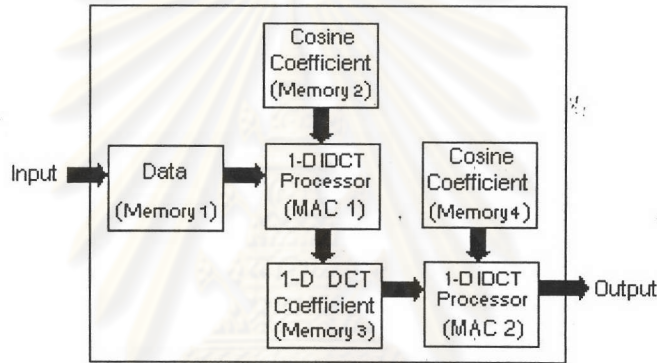 Cosine
Coefficient
(Memory 2)
Input
Data
(Memory 1)
1-D IDCT
Processor
(MAC 1)
Cosine
Coefficient
(Memory 4)
1-D DCT
Coefficient
(Memory 3)
1-D IDCT
Processor
(MAC 2)
Output